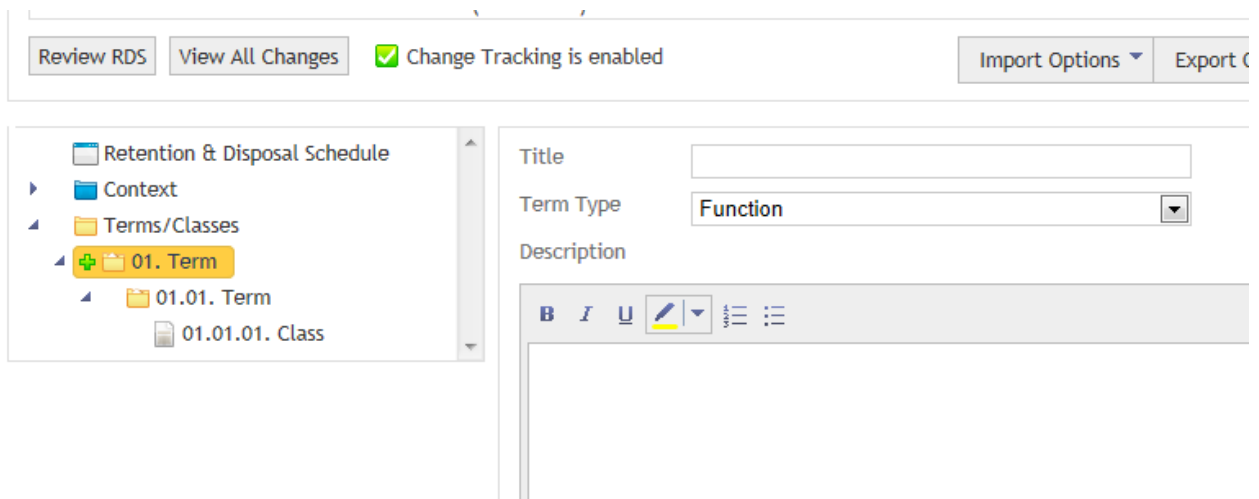 Review RDS View All Changes Change Tracking is enabled Import Options Export
Retention & Disposal Schedule
Context
Terms/Classes
01. Term
01.01. Term
01.01.01. Class
Title
Term Type Function
Description
B I U